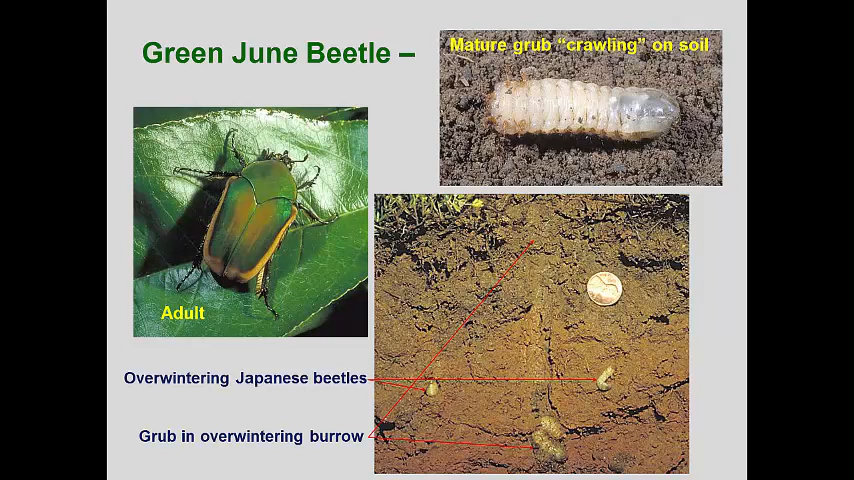 Green June Beetle –
Mature grub “crawling” on soil
Adult
Overwintering Japanese beetles
Grub in overwintering burrow